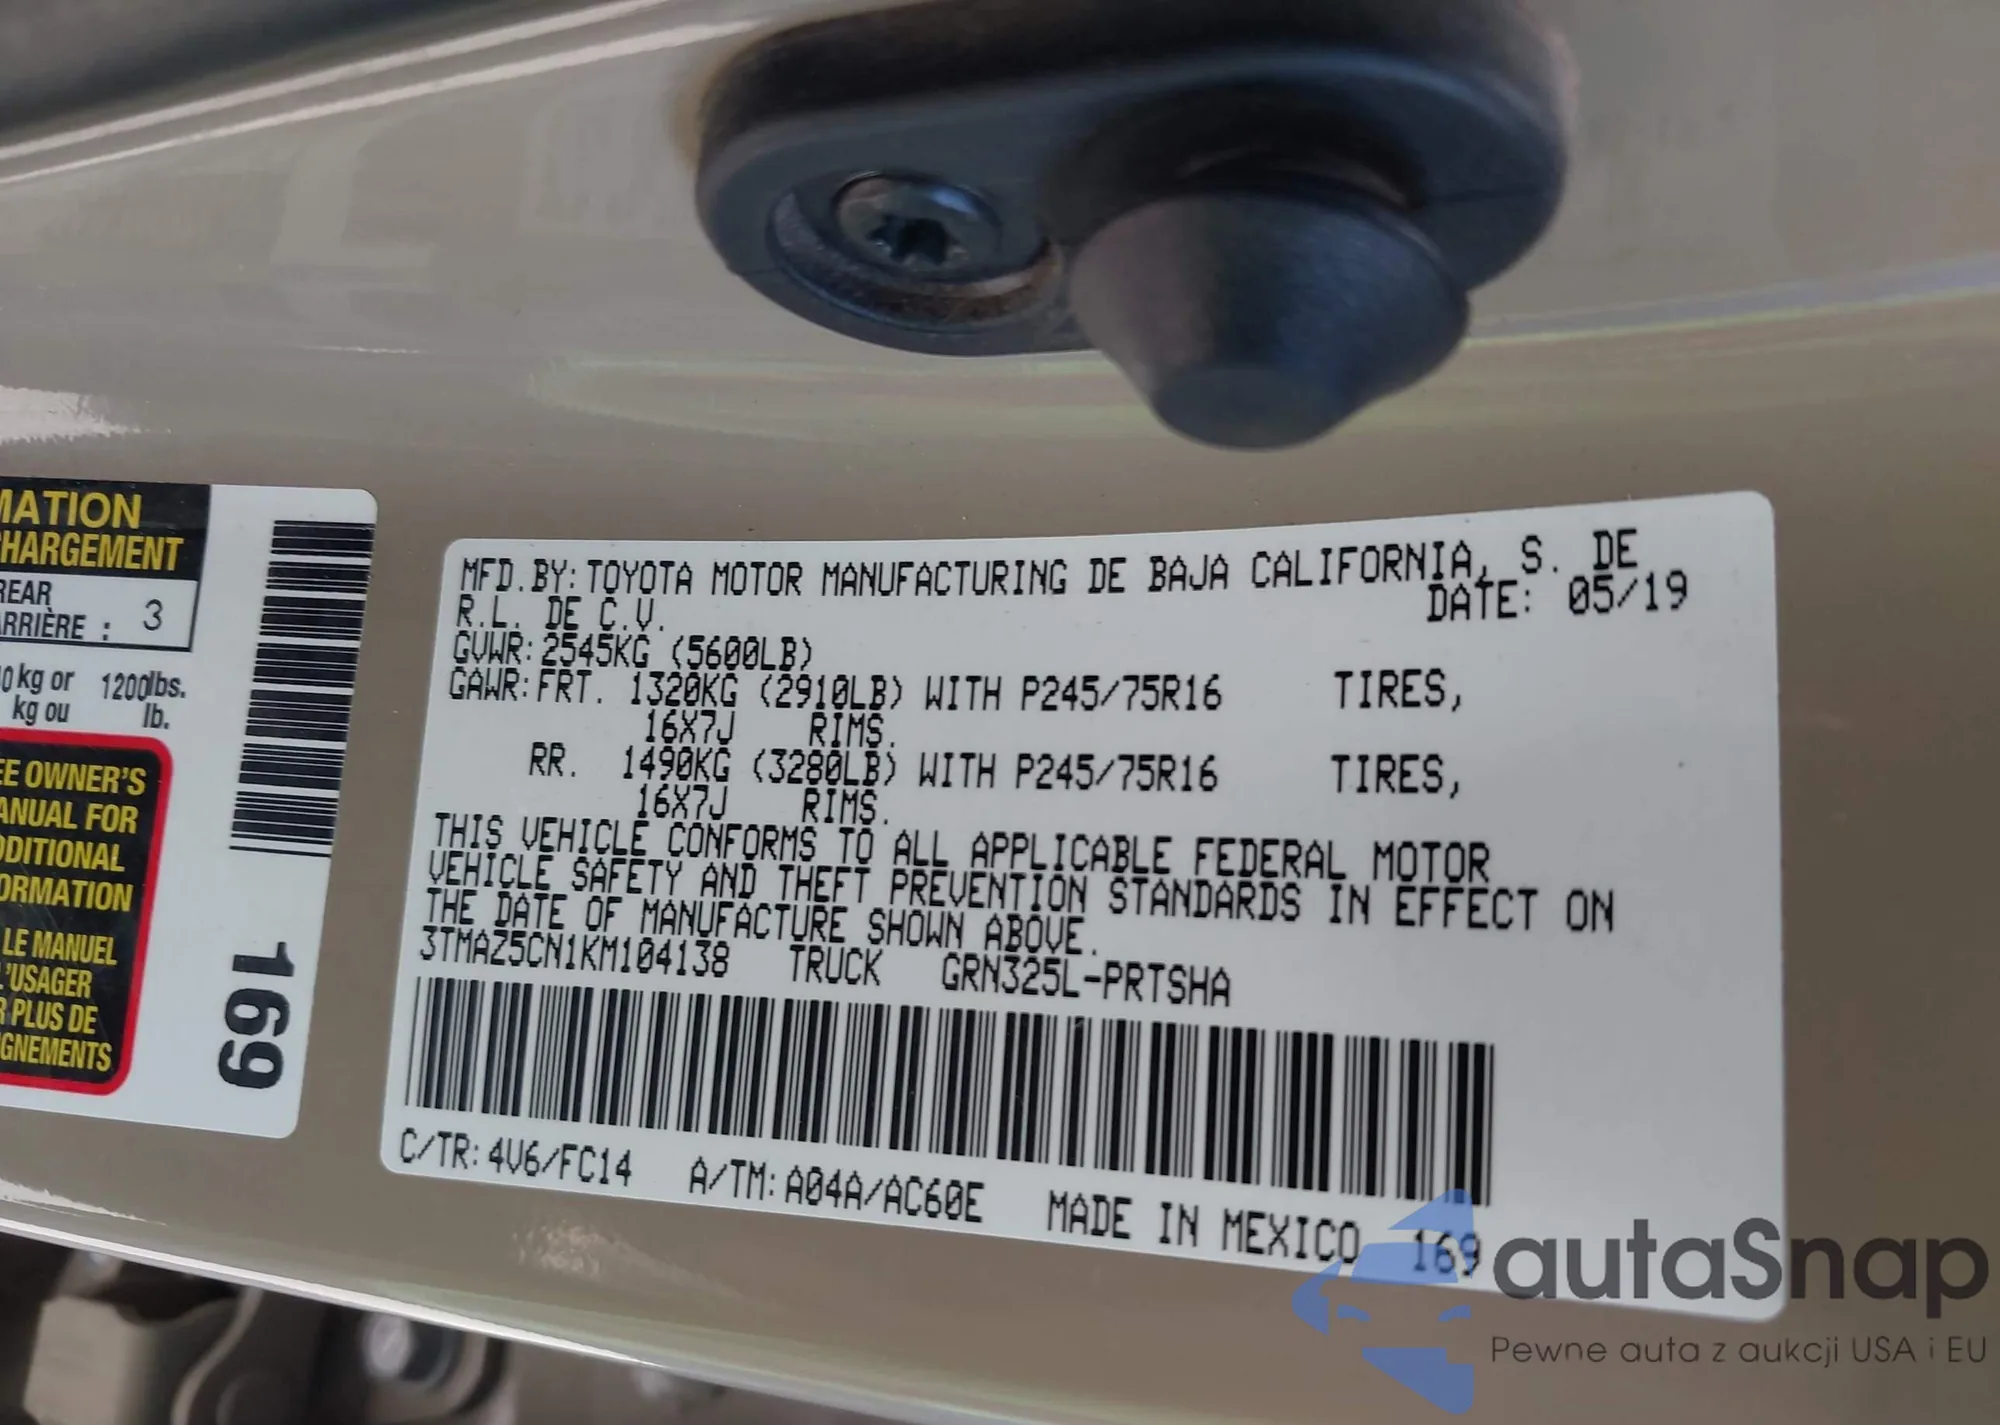 MATION
HARGEMENT
REAR
ARRIÈRE : 3
0 kg or 1200lbs.
kg ou lb.
EE OWNER'S
ANUAL FOR
DDITIONAL
ORMATION
LE MANUEL
L'USAGER
R PLUS DE
GNEMENTS
169
MFD.BY:TOYOTA MOTOR MANUFACTURING DE BAJA CALIFORNIA, S. DE
R.L. DE C.V. DATE: 05/19
GVWR:2545KG (5600LB)
GAWR:FRT. 1320KG (2910LB) WITH P245/75R16 TIRES,
16X7J RIMS.
RR. 1490KG (3280LB) WITH P245/75R16 TIRES,
16X7J RIMS.
THIS VEHICLE CONFORMS TO ALL APPLICABLE FEDERAL MOTOR
VEHICLE SAFETY AND THEFT PREVENTION STANDARDS IN EFFECT ON
THE DATE OF MANUFACTURE SHOWN ABOVE.
3TMAZ5CN1KM104138 TRUCK GRN325L-PRTSHA
C/TR:4V6/FC14 A/TM:A04A/AC60E MADE IN MEXICO 169
autaSnap
Pewne auta z aukcji USA i EU